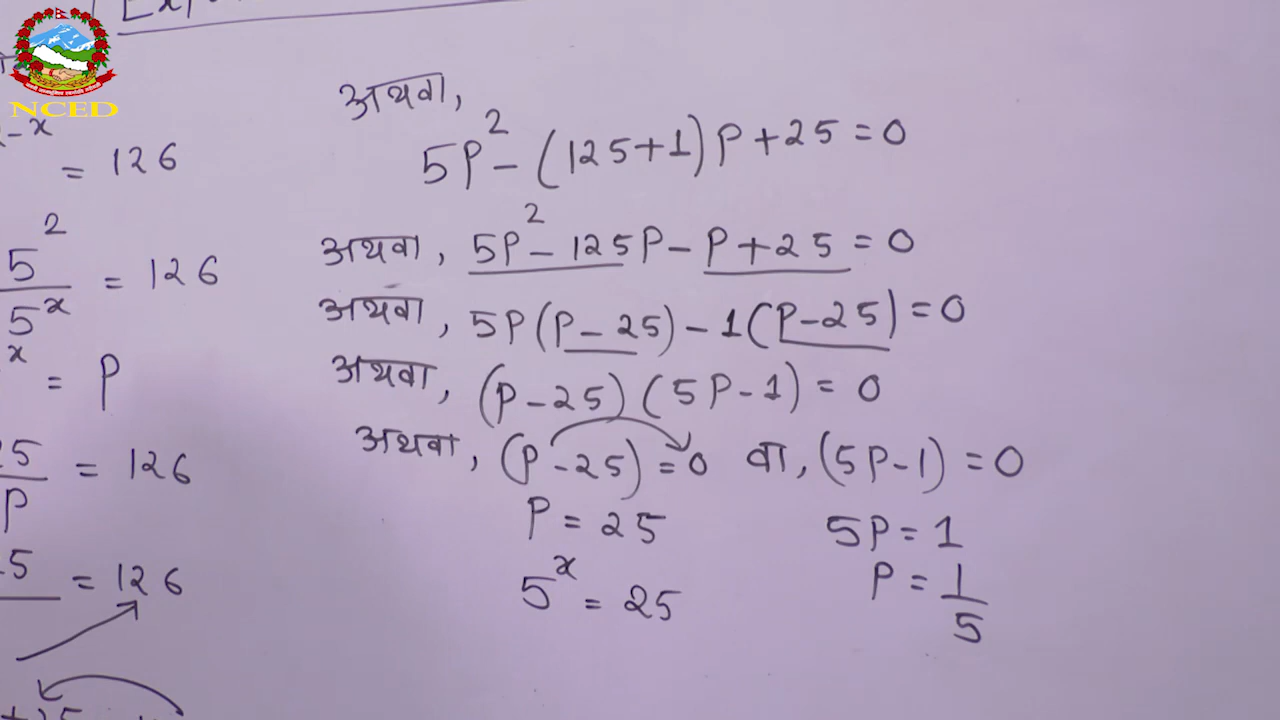 NCED
- x
= 126
5²/5ˣ = 126
x = P
5/P = 126
5 = 126
अथवा,
5P² - (125+1)P + 25 = 0
अथवा, 5P² - 125P - P + 25 = 0
अथवा, 5P(P - 25) - 1(P - 25) = 0
अथवा, (P - 25) (5P - 1) = 0
अथवा, (P - 25) = 0 वा, (5P - 1) = 0
P = 25 5P = 1
5ˣ = 25 P = 1/5